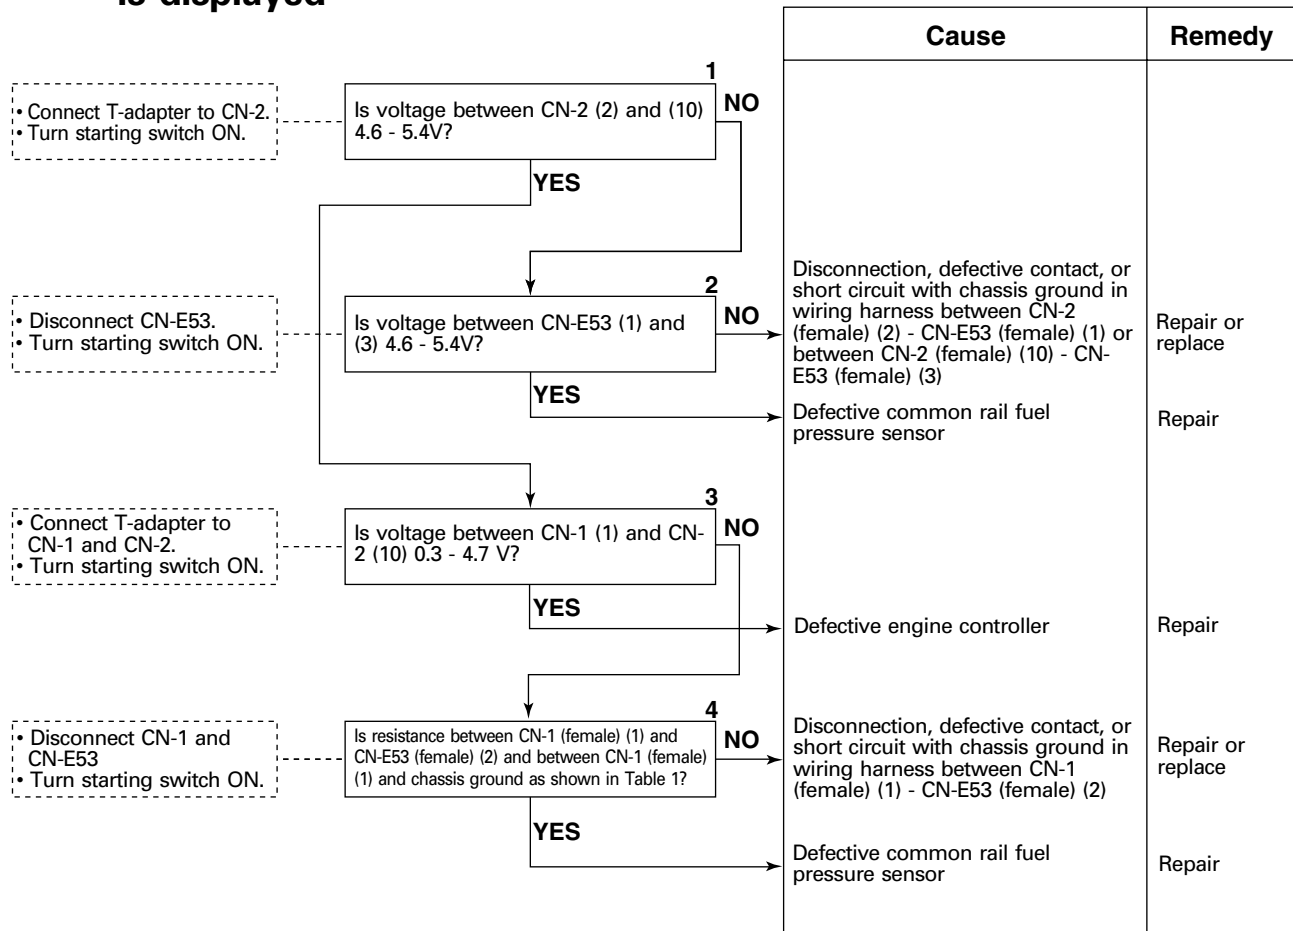 is displayed
Cause
Remedy
1
• Connect T-adapter to CN-2.
• Turn starting switch ON.
Is voltage between CN-2 (2) and (10)
4.6 - 5.4V?
NO
YES
2
• Disconnect CN-E53.
• Turn starting switch ON.
Is voltage between CN-E53 (1) and
(3) 4.6 - 5.4V?
NO
Disconnection, defective contact, or
short circuit with chassis ground in
wiring harness between CN-2
(female) (2) - CN-E53 (female) (1) or
between CN-2 (female) (10) - CN-
E53 (female) (3)
Repair or
replace
YES
Defective common rail fuel
pressure sensor
Repair
3
• Connect T-adapter to
CN-1 and CN-2.
• Turn starting switch ON.
Is voltage between CN-1 (1) and CN-
2 (10) 0.3 - 4.7 V?
NO
YES
Defective engine controller
Repair
4
• Disconnect CN-1 and
CN-E53
• Turn starting switch ON.
Is resistance between CN-1 (female) (1) and
CN-E53 (female) (2) and between CN-1 (female)
(1) and chassis ground as shown in Table 1?
NO
Disconnection, defective contact, or
short circuit with chassis ground in
wiring harness between CN-1
(female) (1) - CN-E53 (female) (2)
Repair or
replace
YES
Defective common rail fuel
pressure sensor
Repair